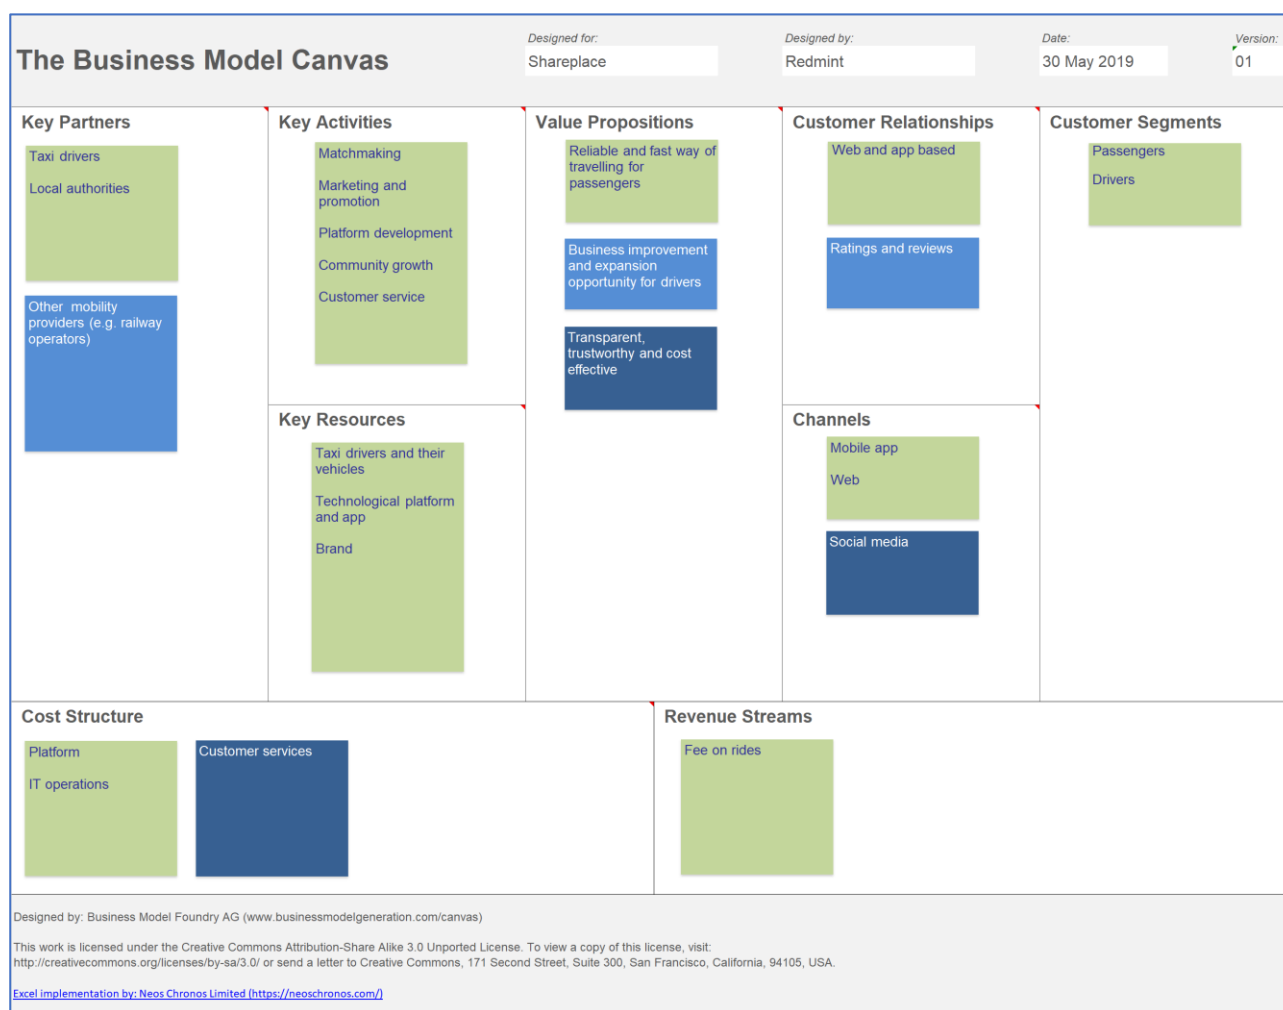 The Business Model Canvas
Designed for:
Shareplace
Designed by:
Redmint
Date:
30 May 2019
Version:
01
Key Partners
Taxi drivers
Local authorities
Other mobility
providers (e.g. railway
operators)
Key Activities
Matchmaking
Marketing and
promotion
Platform development
Community growth
Customer service
Key Resources
Taxi drivers and their
vehicles
Technological platform
and app
Brand
Value Propositions
Reliable and fast way of
travelling for
passengers
Business improvement
and expansion
opportunity for drivers
Transparent,
trustworthy and cost
effective
Customer Relationships
Web and app based
Ratings and reviews
Channels
Mobile app
Web
Social media
Customer Segments
Passengers
Drivers
Cost Structure
Platform
IT operations
Customer services
Revenue Streams
Fee on rides
Designed by: Business Model Foundry AG (www.businessmodelgeneration.com/canvas)
This work is licensed under the Creative Commons Attribution-Share Alike 3.0 Unported License. To view a copy of this license, visit:
http://creativecommons.org/licenses/by-sa/3.0/ or send a letter to Creative Commons, 171 Second Street, Suite 300, San Francisco, California, 94105, USA.
Excel implementation by: Neos Chronos Limited (https://neoschronos.com/)